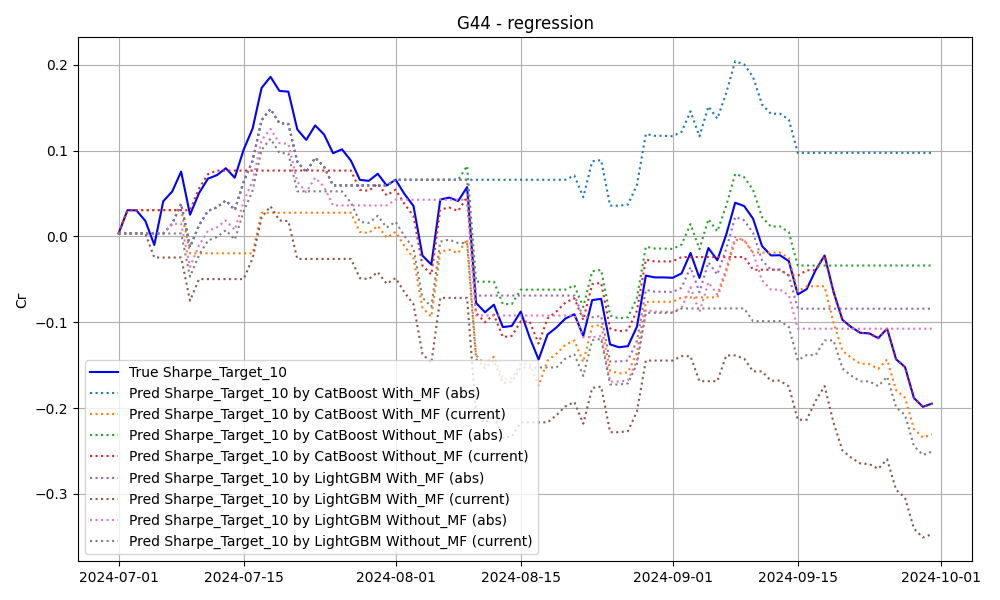 G44 - regression
Cr
0.2
0.1
0.0
−0.1
−0.2
−0.3
True Sharpe_Target_10
Pred Sharpe_Target_10 by CatBoost With_MF (abs)
Pred Sharpe_Target_10 by CatBoost With_MF (current)
Pred Sharpe_Target_10 by CatBoost Without_MF (abs)
Pred Sharpe_Target_10 by CatBoost Without_MF (current)
Pred Sharpe_Target_10 by LightGBM With_MF (abs)
Pred Sharpe_Target_10 by LightGBM With_MF (current)
Pred Sharpe_Target_10 by LightGBM Without_MF (abs)
Pred Sharpe_Target_10 by LightGBM Without_MF (current)
2024-07-01 2024-07-15 2024-08-01 2024-08-15 2024-09-01 2024-09-15 2024-10-01